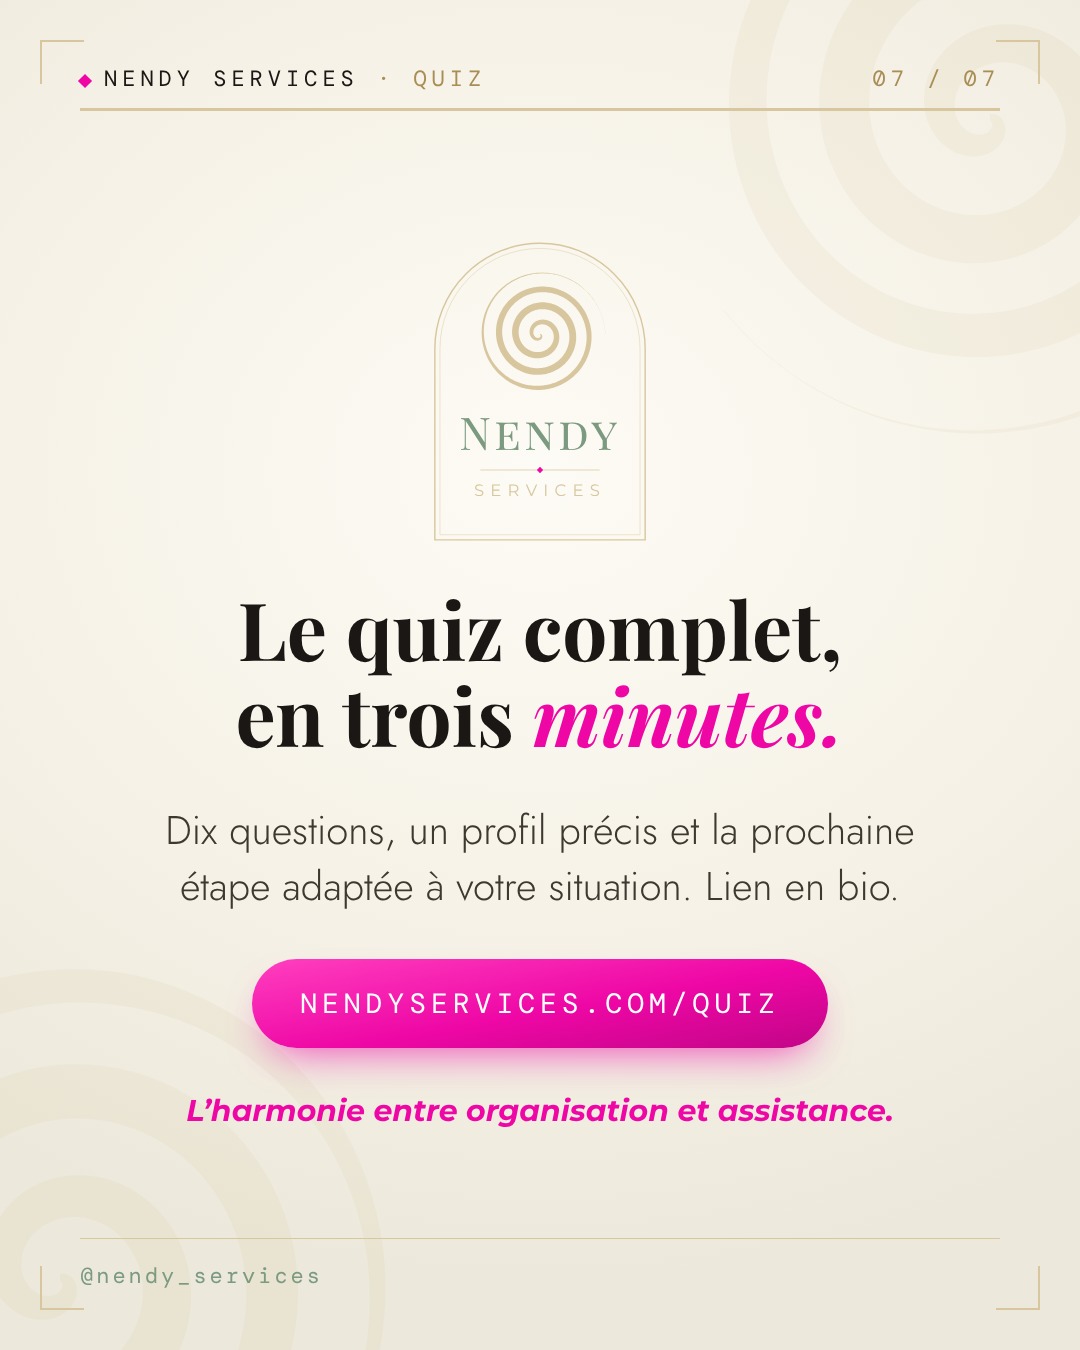 NENDY SERVICES · QUIZ
07 / 07
NENDY
SERVICES
Le quiz complet,
en trois minutes.
Dix questions, un profil précis et la prochaine
étape adaptée à votre situation. Lien en bio.
NENDYSERVICES.COM/QUIZ
L’harmonie entre organisation et assistance.
@nendy_services